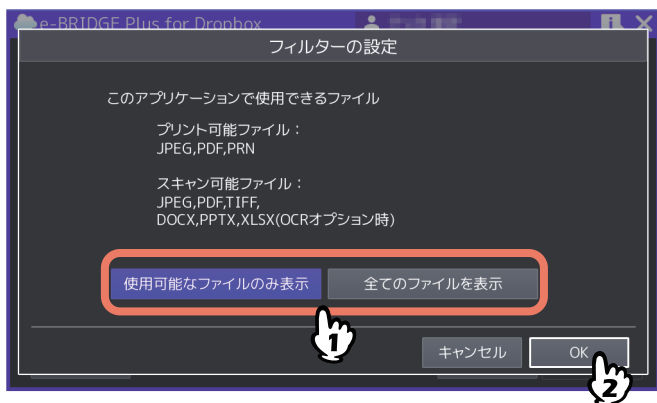 e-BRIDGE Plus for Dropbox
フィルターの設定
このアプリケーションで使用できるファイル
プリント可能ファイル：
JPEG,PDF,PRN
スキャン可能ファイル：
JPEG,PDF,TIFF,
DOCX,PPTX,XLSX(OCRオプション時)
使用可能なファイルのみ表示 全てのファイルを表示
1
キャンセル OK
2